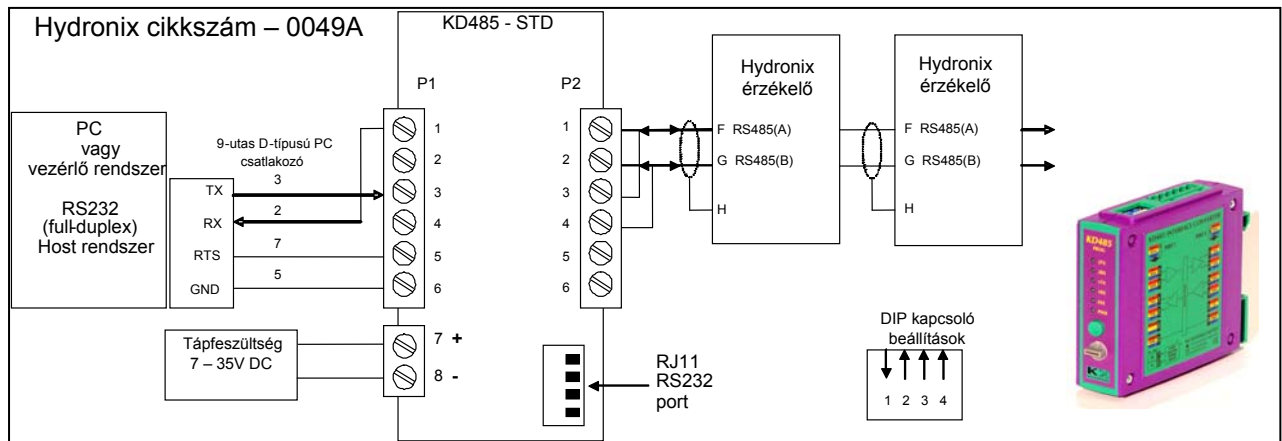 Hydronix cikkszám – 0049A
KD485 - STD
P1
P2
PC
vagy
vezérlő rendszer
RS232
(full-duplex)
Host rendszer
9-utas D-típusú PC
csatlakozó
TX
3
RX
2
RTS
7
GND
5
1
2
3
4
5
6
1
2
3
4
5
6
Tápfeszültség
7 – 35V DC
7 +
8 -
RJ11
RS232
port
Hydronix
érzékelő
F RS485(A)
G RS485(B)
H
Hydronix
érzékelő
F RS485(A)
G RS485(B)
H
DIP kapcsoló
beállítások
1 2 3 4
KD485